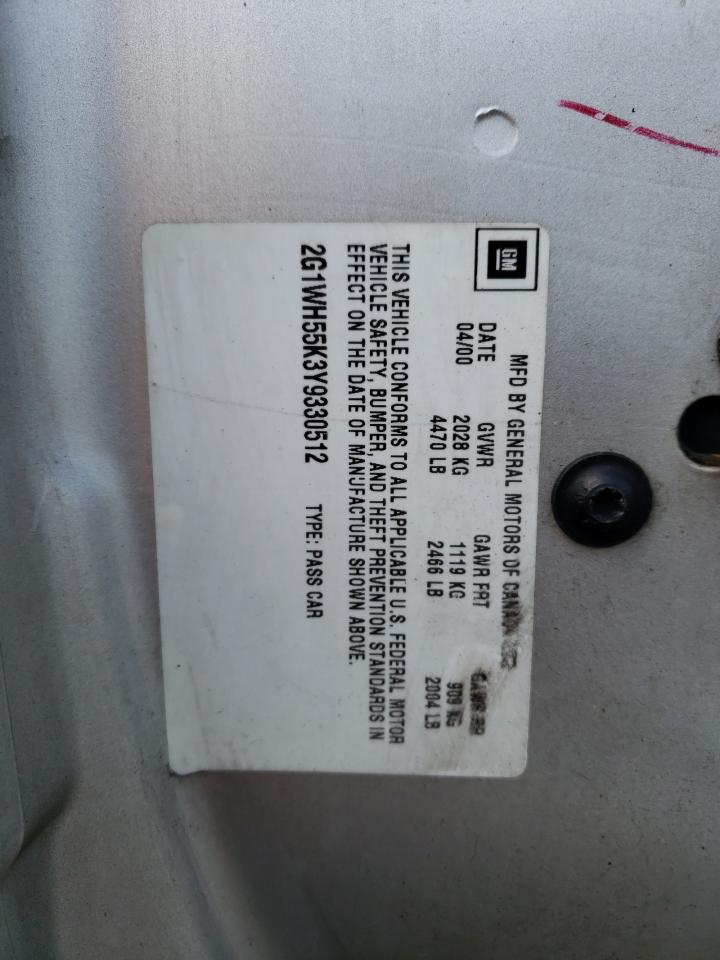 GM
MFD BY GENERAL MOTORS OF CANADA
DATE GVWR GAWR FRT GAWR RR
04/00 2028 KG 1119 KG 909 KG
4470 LB 2466 LB 2004 LB
THIS VEHICLE CONFORMS TO ALL APPLICABLE U.S. FEDERAL MOTOR
VEHICLE SAFETY, BUMPER, AND THEFT PREVENTION STANDARDS IN
EFFECT ON THE DATE OF MANUFACTURE SHOWN ABOVE.
2G1WH55K3Y9330512 TYPE: PASS CAR